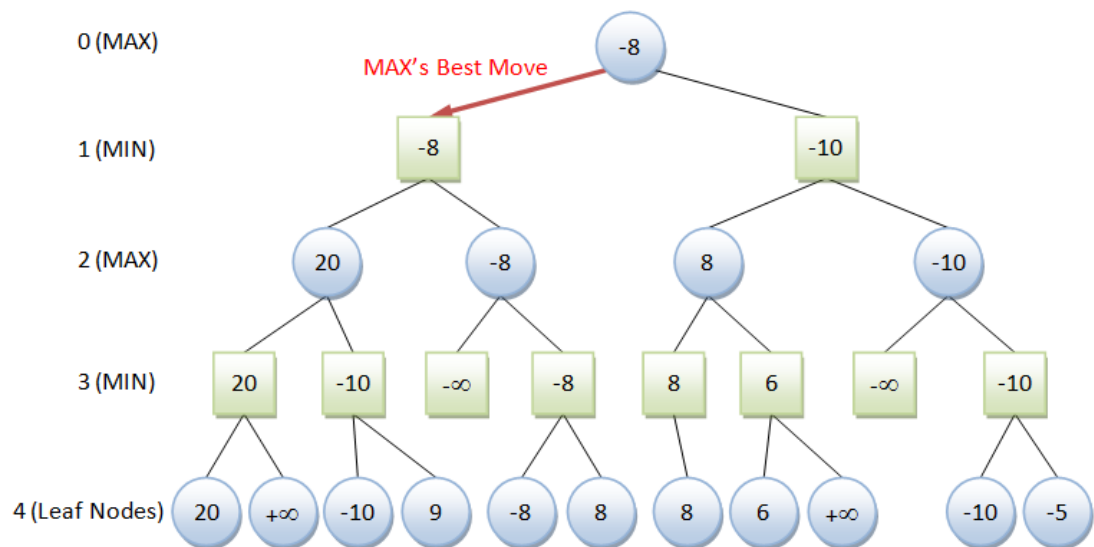 0 (MAX) -8
MAX's Best Move
1 (MIN) -8 -10
2 (MAX) 20 -8 8 -10
3 (MIN) 20 -10 -∞ -8 8 6 -∞ -10
4 (Leaf Nodes) 20 +∞ -10 9 -8 8 8 6 +∞ -10 -5